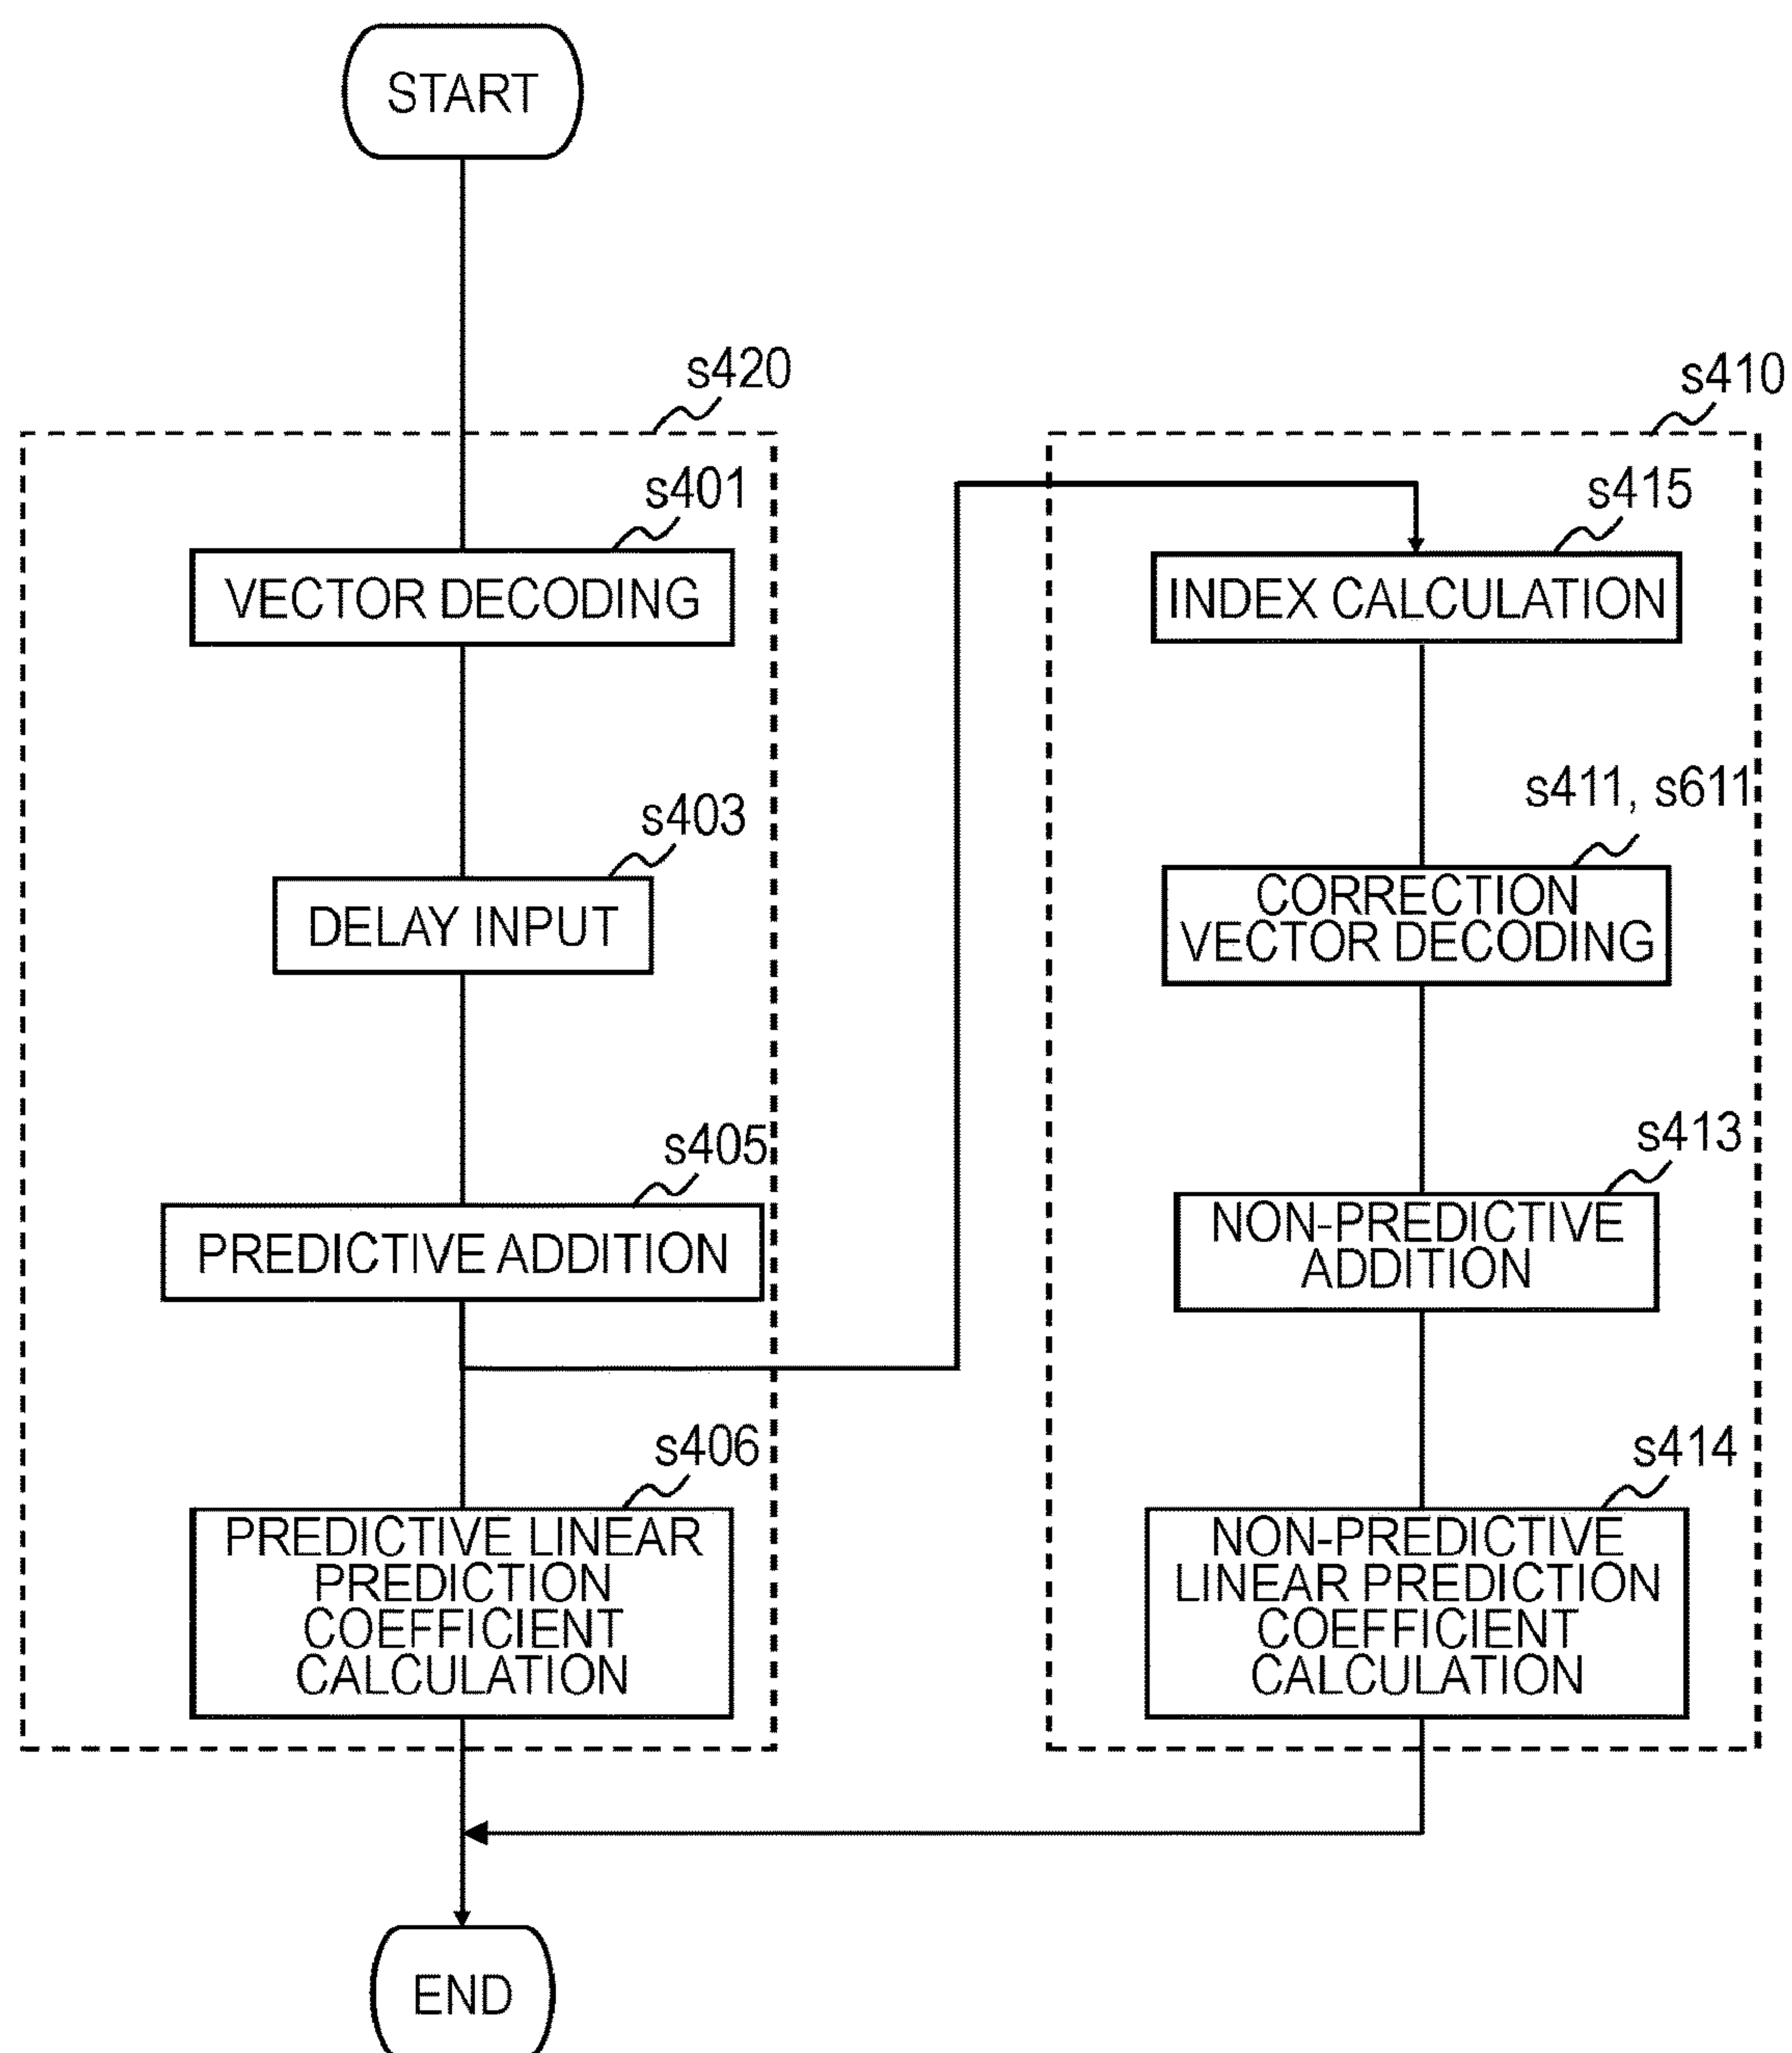 START
s420
s401
VECTOR DECODING
s403
DELAY INPUT
s405
PREDICTIVE ADDITION
s406
PREDICTIVE LINEAR
PREDICTION
COEFFICIENT
CALCULATION
s410
s415
INDEX CALCULATION
s411, s611
CORRECTION
VECTOR DECODING
s413
NON-PREDICTIVE
ADDITION
s414
NON-PREDICTIVE
LINEAR PREDICTION
COEFFICIENT
CALCULATION
END